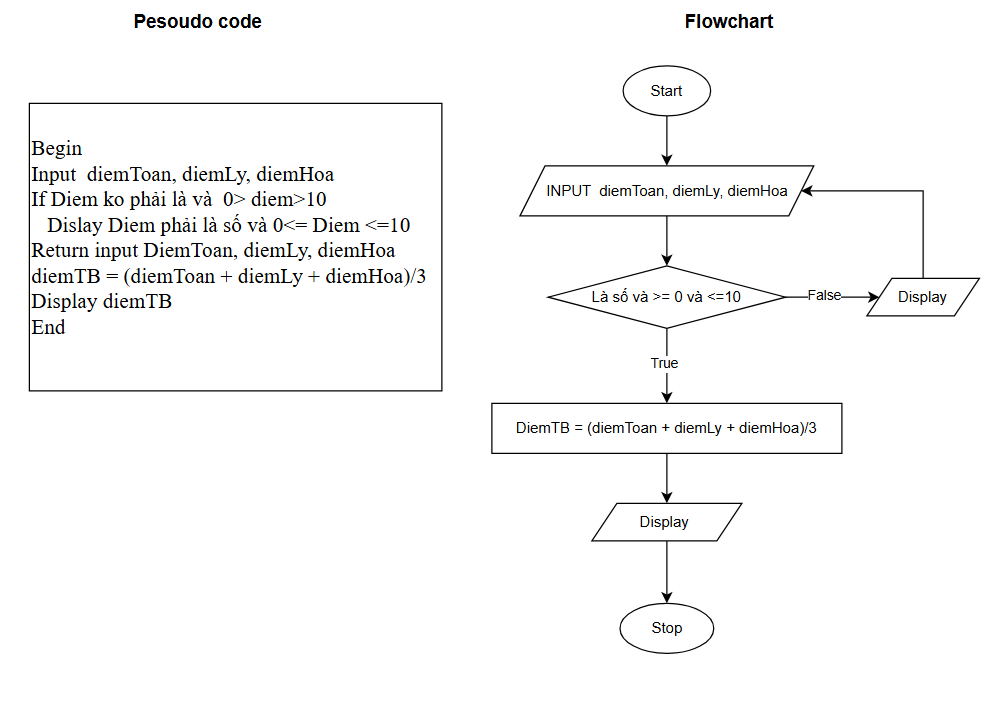 Pesoudo code
Flowchart
Begin
Input  diemToan, diemLy, diemHoa
If Diem ko phải là và  0> diem>10
Dislay Diem phải là số và 0<= Diem <=10
Return input DiemToan, diemLy, diemHoa
diemTB = (diemToan + diemLy + diemHoa)/3
Display diemTB
End
Start
INPUT  diemToan, diemLy, diemHoa
Là số và >= 0 và <=10
False
Display
True
DiemTB = (diemToan + diemLy + diemHoa)/3
Display
Stop